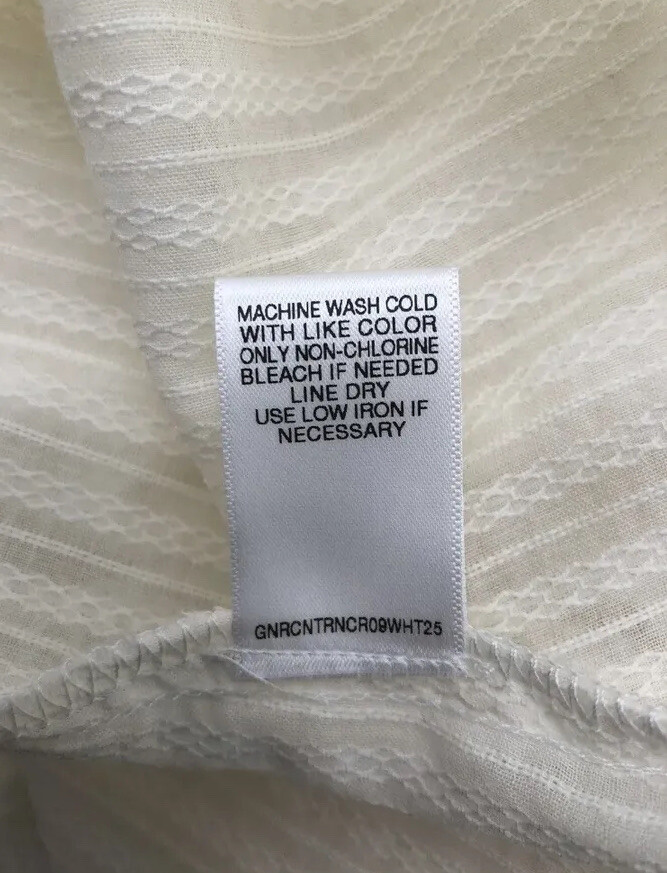 MACHINE WASH COLD
WITH LIKE COLOR
ONLY NON-CHLORINE
BLEACH IF NEEDED
LINE DRY
USE LOW IRON IF
NECESSARY
GNRCNTRNCR09WHT25